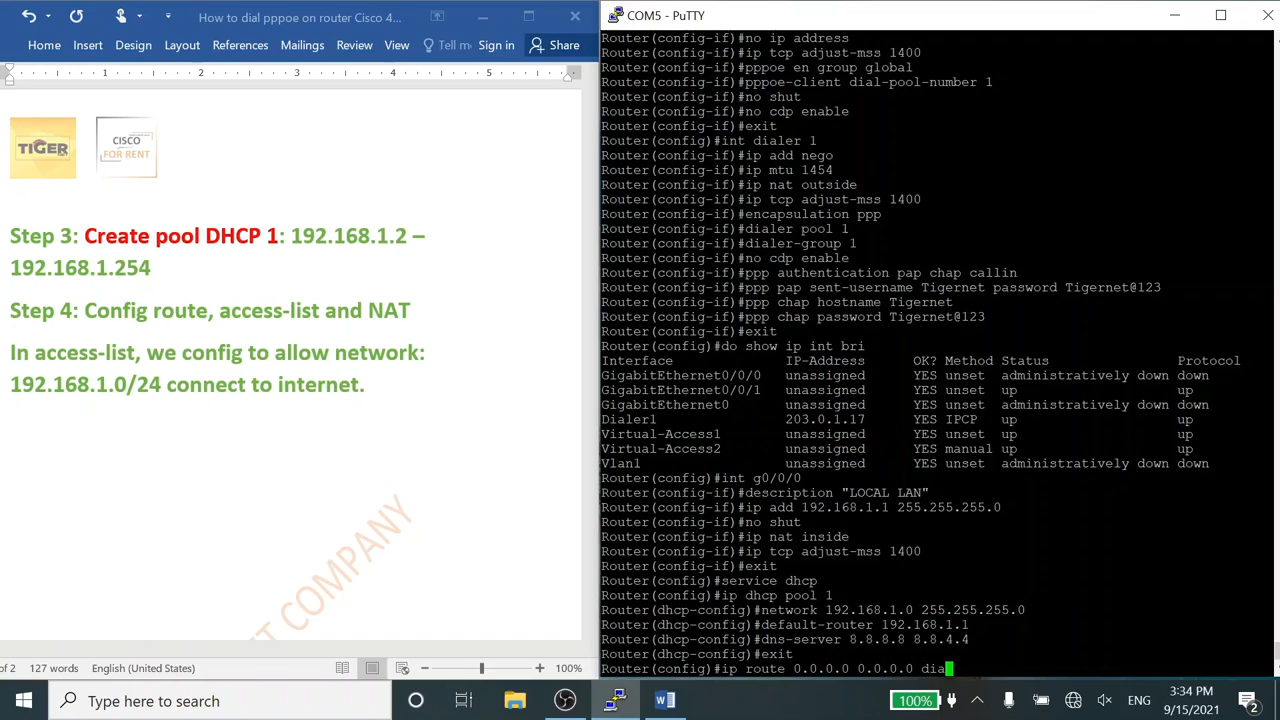 How to dial pppoe on router Cisco 4...
Home Insert Design Layout References Mailings Review View Tell m Sign in Share
1 2 3 4 5
TIGER
CISCO
FOR RENT
Step 3: Create pool DHCP 1: 192.168.1.2 –
192.168.1.254
Step 4: Config route, access-list and NAT
In access-list, we config to allow network:
192.168.1.0/24 connect to internet.
ET COMPANY
of 2 127 words English (United States) 100%
COM5 - PuTTY
Router(config-if)#no ip address
Router(config-if)#ip tcp adjust-mss 1400
Router(config-if)#pppoe en group global
Router(config-if)#pppoe-client dial-pool-number 1
Router(config-if)#no shut
Router(config-if)#no cdp enable
Router(config-if)#exit
Router(config)#int dialer 1
Router(config-if)#ip add nego
Router(config-if)#ip mtu 1454
Router(config-if)#ip nat outside
Router(config-if)#ip tcp adjust-mss 1400
Router(config-if)#encapsulation ppp
Router(config-if)#dialer pool 1
Router(config-if)#dialer-group 1
Router(config-if)#no cdp enable
Router(config-if)#ppp authentication pap chap callin
Router(config-if)#ppp pap sent-username Tigernet password Tigernet@123
Router(config-if)#ppp chap hostname Tigernet
Router(config-if)#ppp chap password Tigernet@123
Router(config-if)#exit
Router(config)#do show ip int bri
Interface IP-Address OK? Method Status Protocol
GigabitEthernet0/0/0 unassigned YES unset administratively down down
GigabitEthernet0/0/1 unassigned YES unset up up
GigabitEthernet0 unassigned YES unset administratively down down
Dialer1 203.0.1.17 YES IPCP up up
Virtual-Access1 unassigned YES unset up up
Virtual-Access2 unassigned YES manual up up
Vlan1 unassigned YES unset administratively down down
Router(config)#int g0/0/0
Router(config-if)#description "LOCAL LAN"
Router(config-if)#ip add 192.168.1.1 255.255.255.0
Router(config-if)#no shut
Router(config-if)#ip nat inside
Router(config-if)#ip tcp adjust-mss 1400
Router(config-if)#exit
Router(config)#service dhcp
Router(config)#ip dhcp pool 1
Router(dhcp-config)#network 192.168.1.0 255.255.255.0
Router(dhcp-config)#default-router 192.168.1.1
Router(dhcp-config)#dns-server 8.8.8.8 8.8.4.4
Router(dhcp-config)#exit
Router(config)#ip route 0.0.0.0 0.0.0.0 dia
Type here to search
100% ENG 3:34 PM
9/15/2021 2